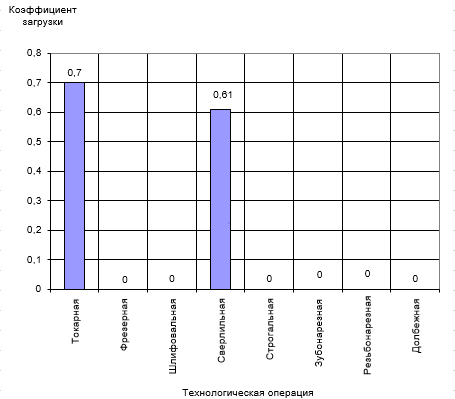 Коэффициент
загрузки
0,8
0,7
0,6
0,5
0,4
0,3
0,2
0,1
0
0,7
0
0
0,61
0
0
0
0
Токарная
Фрезерная
Шлифовальная
Сверлильная
Строгальная
Зубонарезная
Резьбонарезная
Долбежная
Технологическая операция